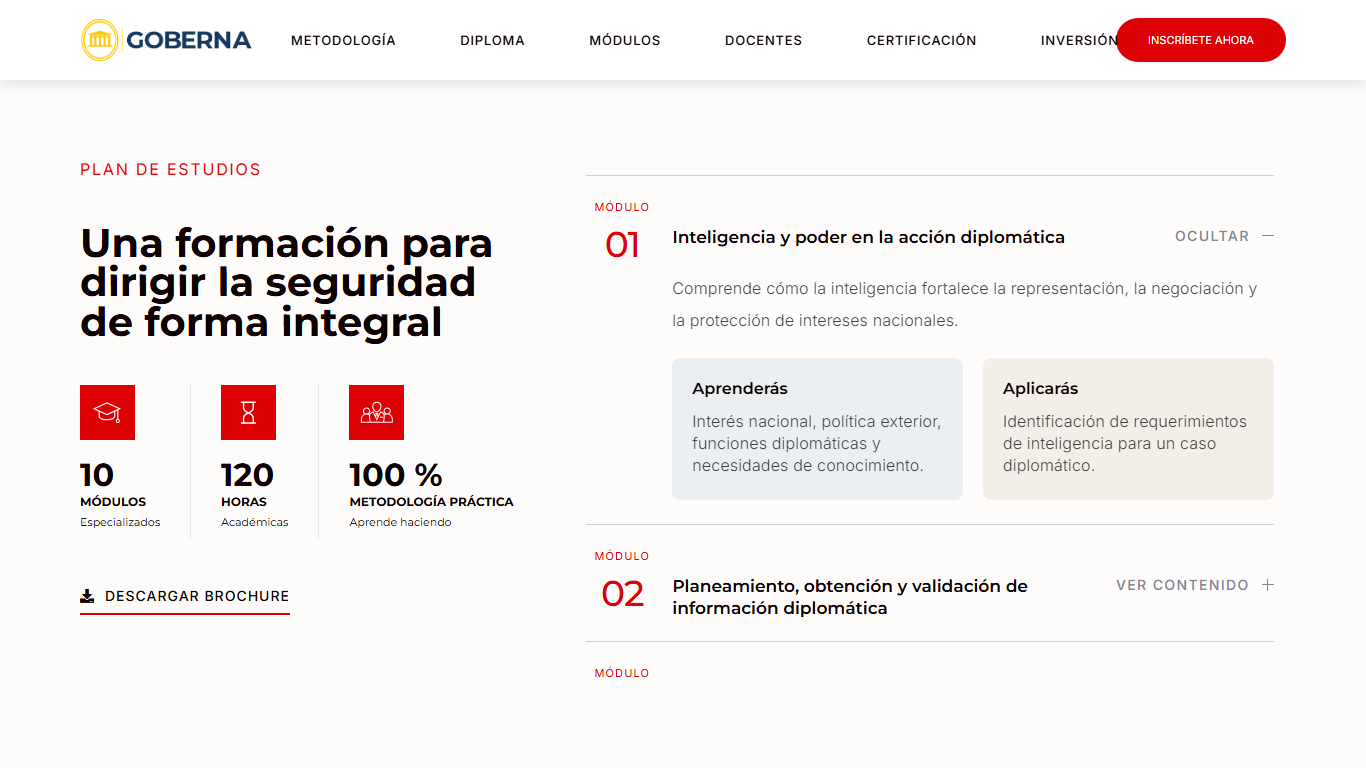 GOBERNA
METODOLOGÍA
DIPLOMA
MÓDULOS
DOCENTES
CERTIFICACIÓN
INVERSIÓN
INSCRÍBETE AHORA
PLAN DE ESTUDIOS
Una formación para
dirigir la seguridad
de forma integral
10
MÓDULOS
Especializados
120
HORAS
Académicas
100 %
METODOLOGÍA PRÁCTICA
Aprende haciendo
DESCARGAR BROCHURE
MÓDULO
01
Inteligencia y poder en la acción diplomática
OCULTAR
Comprende cómo la inteligencia fortalece la representación, la negociación y
la protección de intereses nacionales.
Aprenderás
Interés nacional, política exterior,
funciones diplomáticas y
necesidades de conocimiento.
Aplicarás
Identificación de requerimientos
de inteligencia para un caso
diplomático.
MÓDULO
02
Planeamiento, obtención y validación de
información diplomática
VER CONTENIDO
MÓDULO